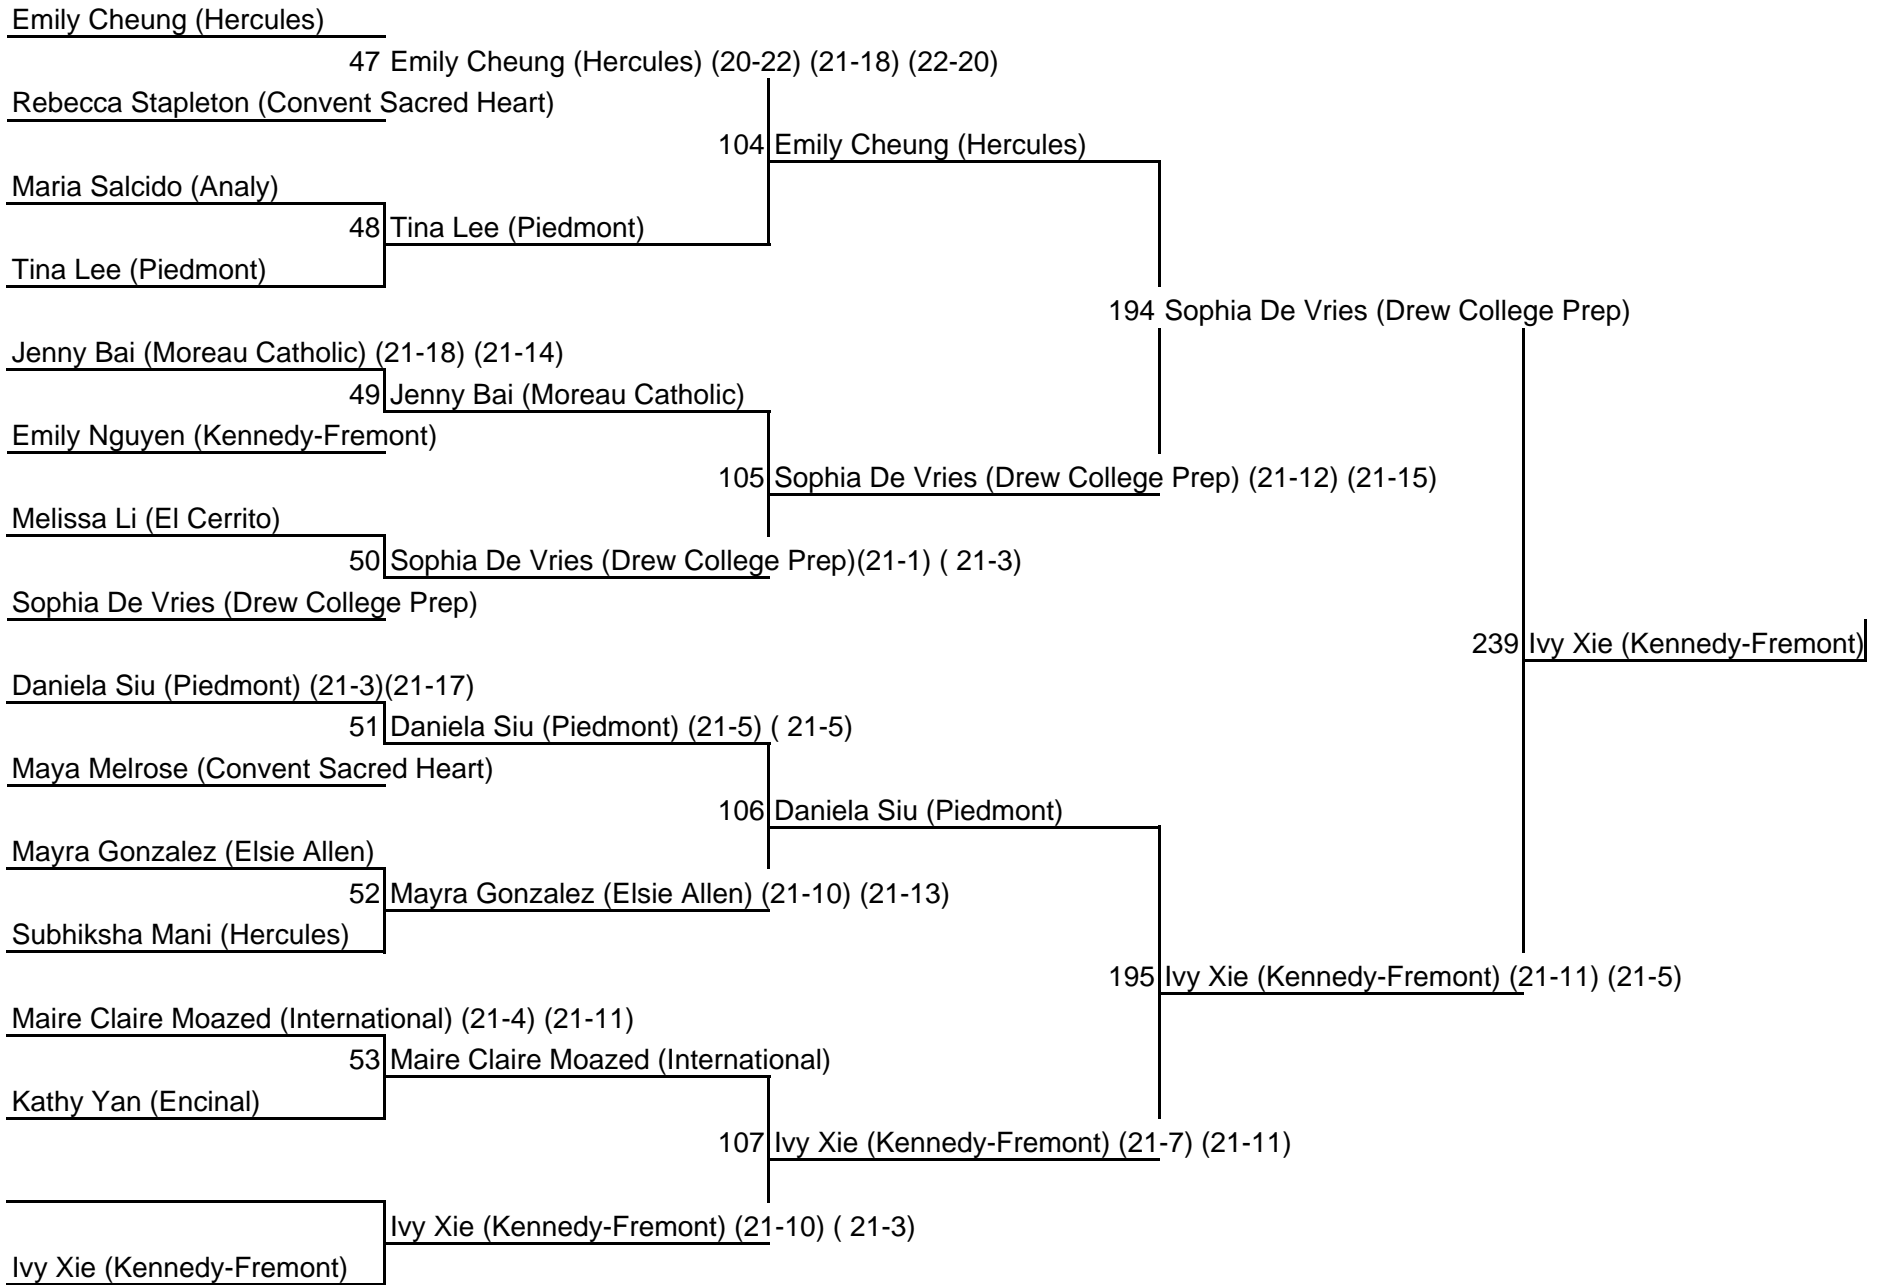 Emily Cheung (Hercules)
47 Emily Cheung (Hercules) (20-22) (21-18) (22-20)
Rebecca Stapleton (Convent Sacred Heart)
104 Emily Cheung (Hercules)
Maria Salcido (Analy)
48 Tina Lee (Piedmont)
Tina Lee (Piedmont)
194 Sophia De Vries (Drew College Prep)
Jenny Bai (Moreau Catholic) (21-18) (21-14)
49 Jenny Bai (Moreau Catholic)
Emily Nguyen (Kennedy-Fremont)
105 Sophia De Vries (Drew College Prep) (21-12) (21-15)
Melissa Li (El Cerrito)
50 Sophia De Vries (Drew College Prep)(21-1) ( 21-3)
Sophia De Vries (Drew College Prep)
239 Ivy Xie (Kennedy-Fremont)
Daniela Siu (Piedmont) (21-3)(21-17)
51 Daniela Siu (Piedmont) (21-5) ( 21-5)
Maya Melrose (Convent Sacred Heart)
106 Daniela Siu (Piedmont)
Mayra Gonzalez (Elsie Allen)
52 Mayra Gonzalez (Elsie Allen) (21-10) (21-13)
Subhiksha Mani (Hercules)
195 Ivy Xie (Kennedy-Fremont) (21-11) (21-5)
Maire Claire Moazed (International) (21-4) (21-11)
53 Maire Claire Moazed (International)
Kathy Yan (Encinal)
107 Ivy Xie (Kennedy-Fremont) (21-7) (21-11)
Ivy Xie (Kennedy-Fremont) (21-10) ( 21-3)
Ivy Xie (Kennedy-Fremont)